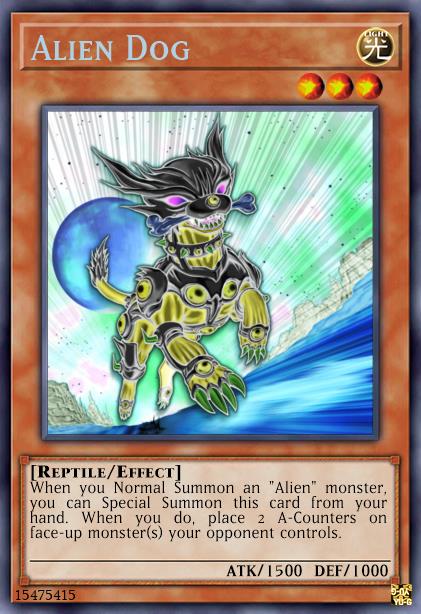 Alien Dog
LIGHT
光
[Reptile/Effect]
When you Normal Summon an "Alien" monster,
you can Special Summon this card from your
hand. When you do, place 2 A-Counters on
face-up monster(s) your opponent controls.
ATK/1500 DEF/1000
15475415